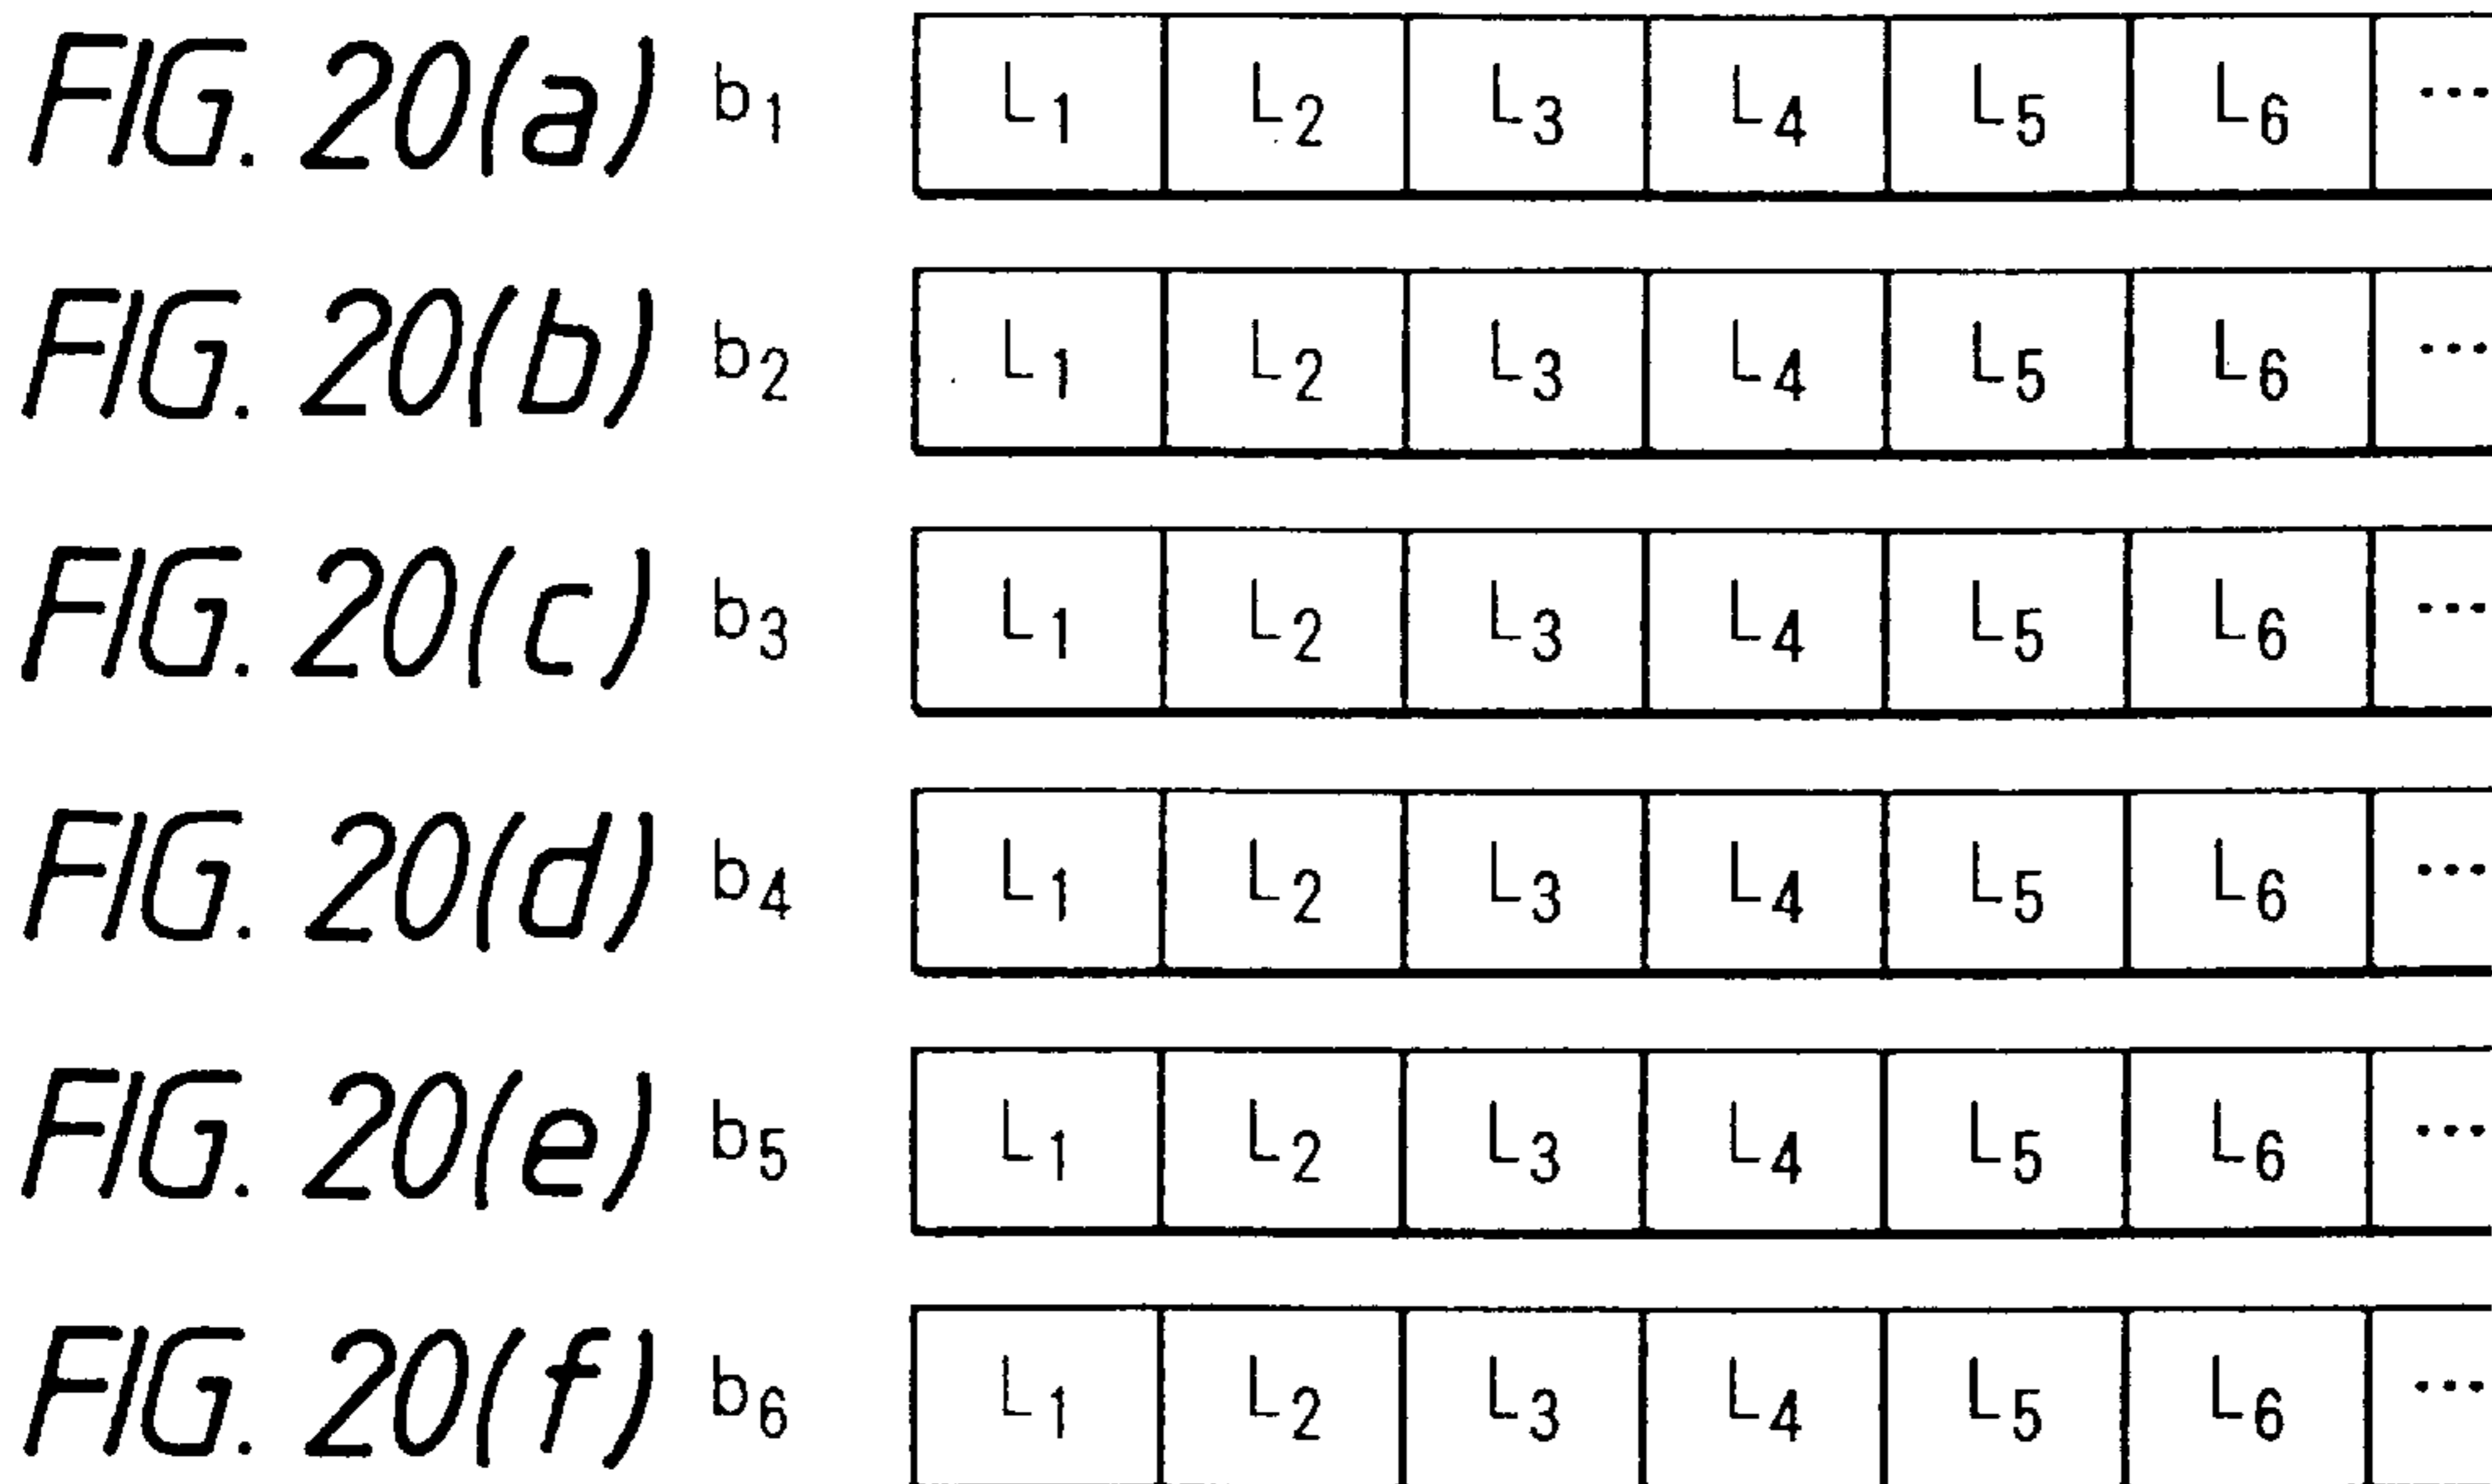 FIG. 20(a) b₁ L₁ L₂ L₃ L₄ L₅ L₆ ...
FIG. 20(b) b₂ L₁ L₂ L₃ L₄ L₅ L₆ ...
FIG. 20(c) b₃ L₁ L₂ L₃ L₄ L₅ L₆ ...
FIG. 20(d) b₄ L₁ L₂ L₃ L₄ L₅ L₆ ...
FIG. 20(e) b₅ L₁ L₂ L₃ L₄ L₅ L₆ ...
FIG. 20(f) b₆ L₁ L₂ L₃ L₄ L₅ L₆ ...